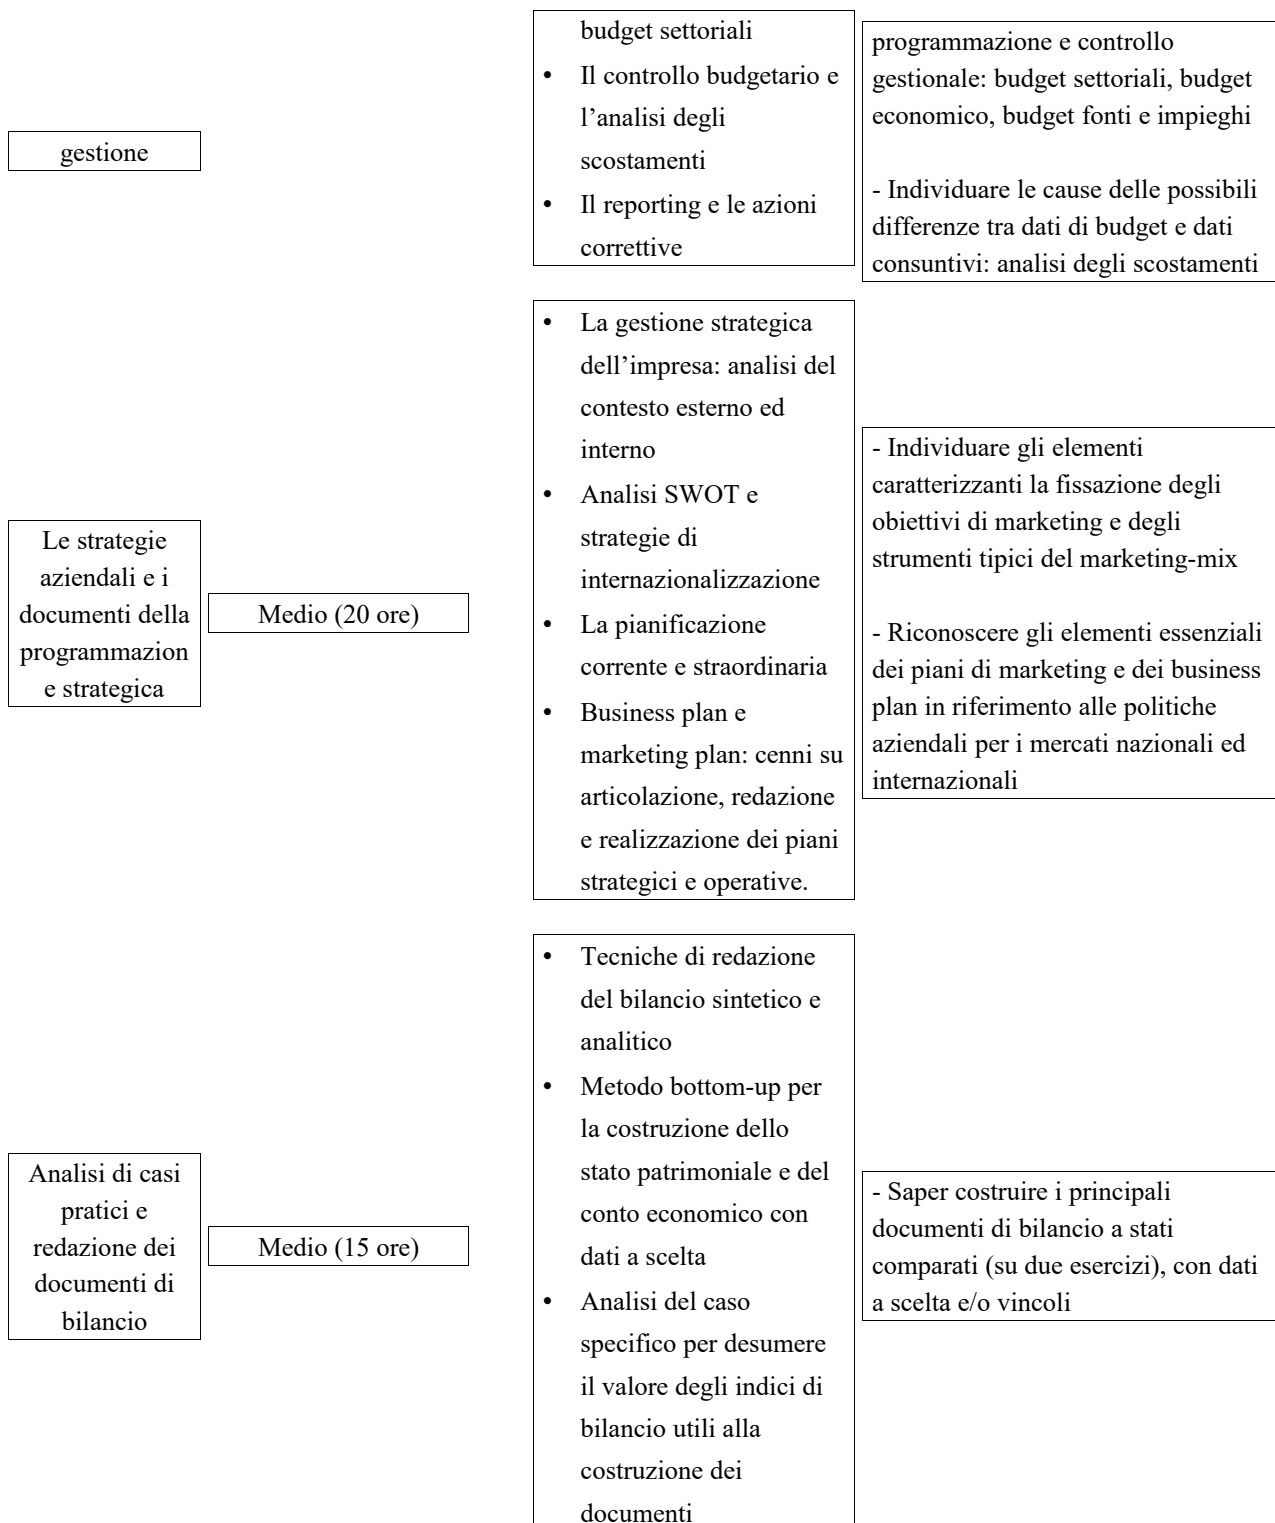 gestione
budget settoriali
• Il controllo budgetario e
l’analisi degli
scostamenti
• Il reporting e le azioni
correttive
programmazione e controllo
gestionale: budget settoriali, budget
economico, budget fonti e impieghi
- Individuare le cause delle possibili
differenze tra dati di budget e dati
consuntivi: analisi degli scostamenti
Le strategie
aziendali e i
documenti della
programmazion
e strategica
Medio (20 ore)
• La gestione strategica
dell’impresa: analisi del
contesto esterno ed
interno
• Analisi SWOT e
strategie di
internazionalizzazione
• La pianificazione
corrente e straordinaria
• Business plan e
marketing plan: cenni su
articolazione, redazione
e realizzazione dei piani
strategici e operative.
- Individuare gli elementi
caratterizzanti la fissazione degli
obiettivi di marketing e degli
strumenti tipici del marketing-mix
- Riconoscere gli elementi essenziali
dei piani di marketing e dei business
plan in riferimento alle politiche
aziendali per i mercati nazionali ed
internazionali
Analisi di casi
pratici e
redazione dei
documenti di
bilancio
Medio (15 ore)
• Tecniche di redazione
del bilancio sintetico e
analitico
• Metodo bottom-up per
la costruzione dello
stato patrimoniale e del
conto economico con
dati a scelta
• Analisi del caso
specifico per desumere
il valore degli indici di
bilancio utili alla
costruzione dei
documenti
- Saper costruire i principali
documenti di bilancio a stati
comparati (su due esercizi), con dati
a scelta e/o vincoli